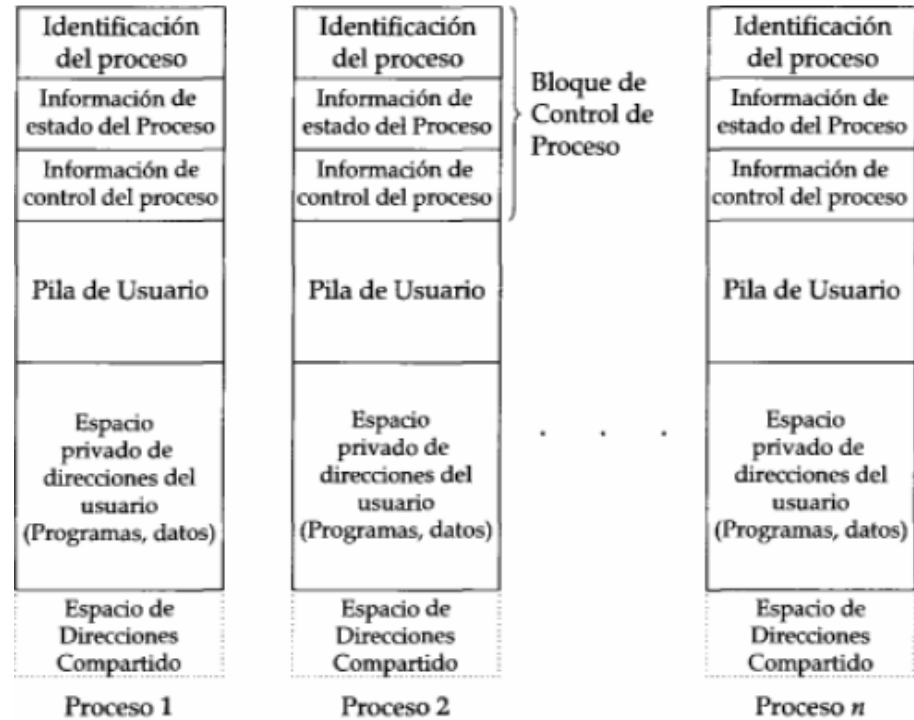 Identificación
del proceso
Información de
estado del Proceso
Información de
control del proceso
Pila de Usuario
Espacio
privado de
direcciones del
usuario
(Programas, datos)
Espacio de
Direcciones
Compartido
Proceso 1
Identificación
del proceso
Información de
estado del Proceso
Información de
control del proceso
Bloque de
Control de
Proceso
Pila de Usuario
Espacio
privado de
direcciones del
usuario
(Programas, datos)
Espacio de
Direcciones
Compartido
Proceso 2
. . .
Identificación
del proceso
Información de
estado del Proceso
Información de
control del proceso
Pila de Usuario
Espacio
privado de
direcciones del
usuario
(Programas, datos)
Espacio de
Direcciones
Compartido
Proceso n